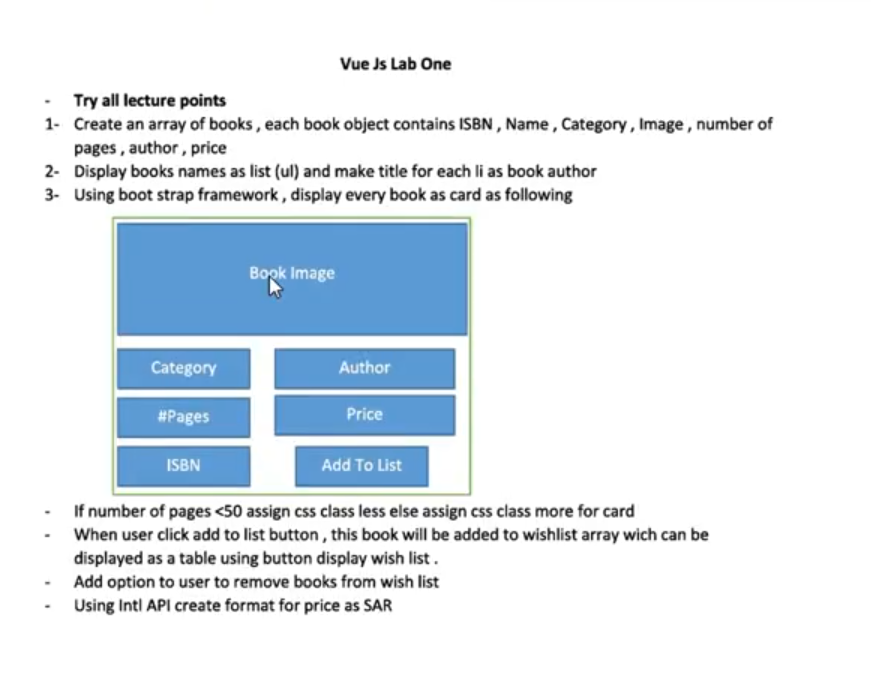 Vue Js Lab One
- Try all lecture points
1- Create an array of books , each book object contains ISBN , Name , Category , Image , number of
pages , author , price
2- Display books names as list (ul) and make title for each li as book author
3- Using boot strap framework , display every book as card as following
Book Image
Category Author
#Pages Price
ISBN Add To List
- If number of pages <50 assign css class less else assign css class more for card
- When user click add to list button , this book will be added to wishlist array wich can be
displayed as a table using button display wish list .
- Add option to user to remove books from wish list
- Using Intl API create format for price as SAR